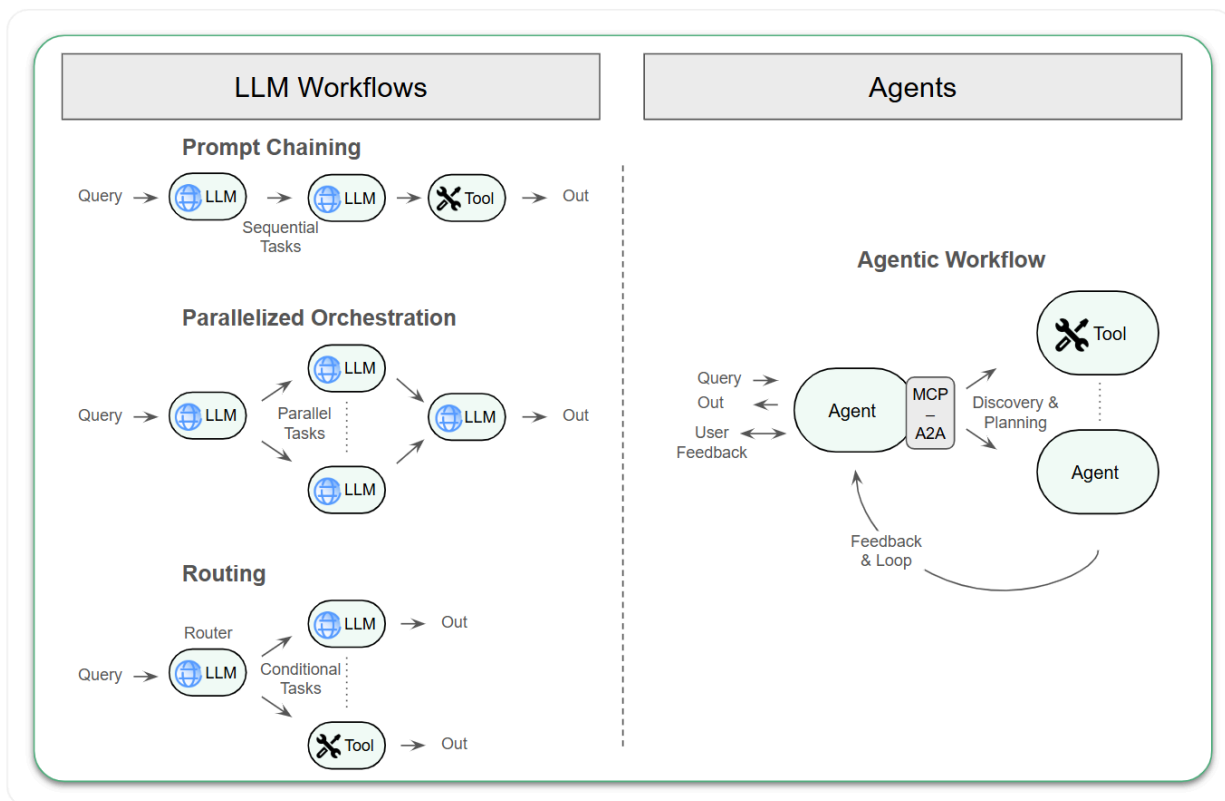 LLM Workflows
Prompt Chaining
Query
LLM
LLM
Tool
Out
Sequential
Tasks
Parallelized Orchestration
LLM
Query
LLM
Parallel
Tasks
LLM
Out
LLM
Routing
LLM
Out
Router
Query
LLM
Conditional
Tasks
Tool
Out
Agents
Agentic Workflow
Tool
Query
Out
User
Feedback
Agent
MCP
–
A2A
Discovery &
Planning
Agent
Feedback
& Loop